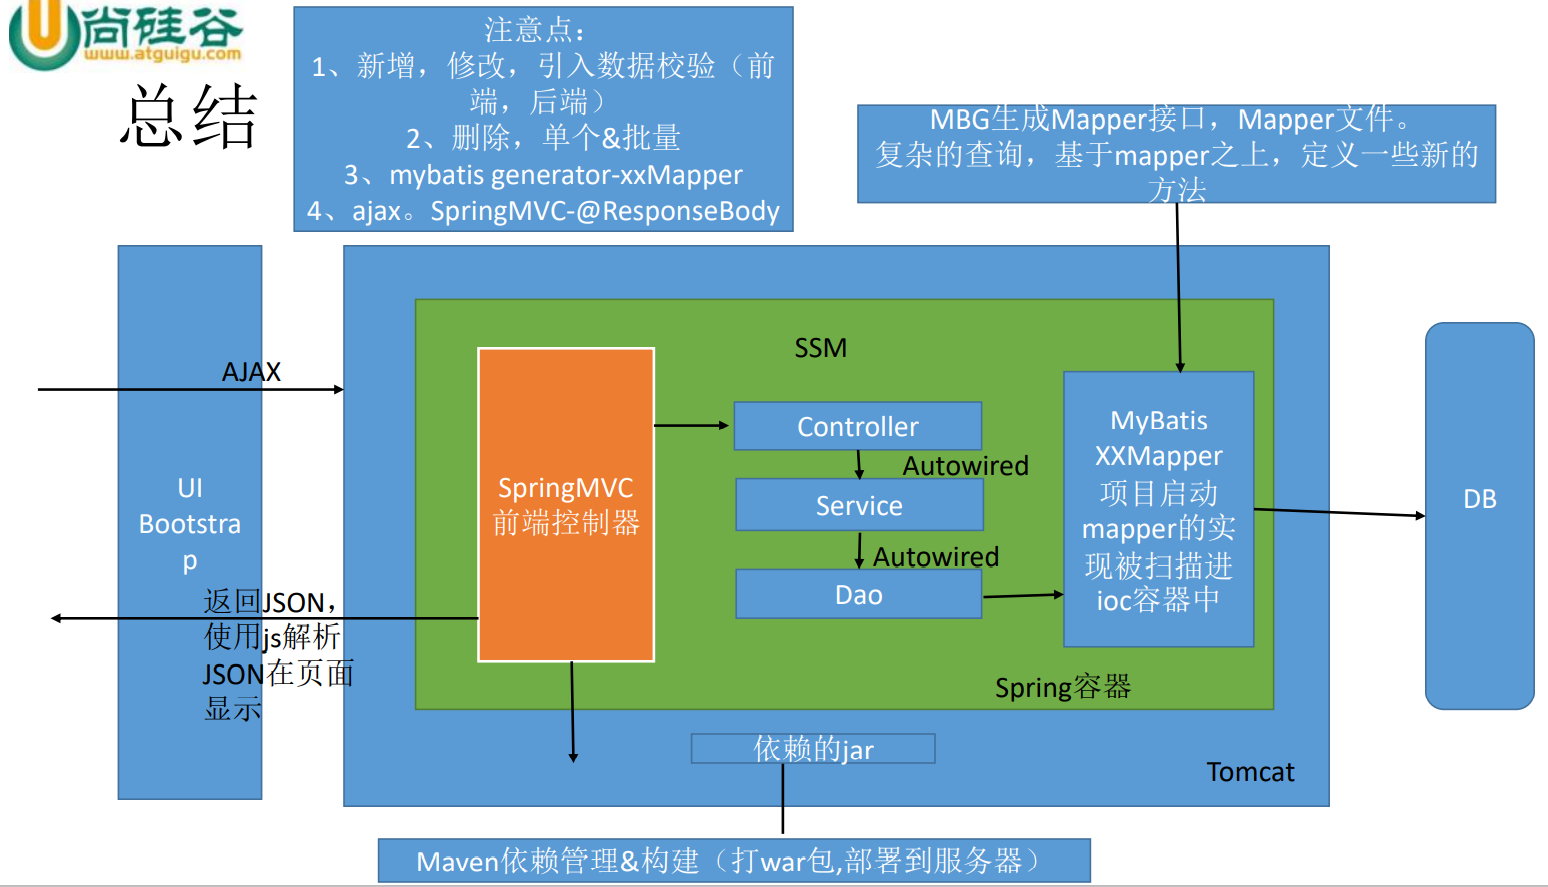 尚硅谷
www.atguigu.com
总结
注意点：
1、新增，修改，引入数据校验（前
端，后端）
2、删除，单个&批量
3、mybatis generator-xxMapper
4、ajax。SpringMVC-@ResponseBody
MBG生成Mapper接口，Mapper文件。
复杂的查询，基于mapper之上，定义一些新的
方法
AJAX
UI
Bootstra
p
返回JSON，
使用js解析
JSON在页面
显示
SSM
SpringMVC
前端控制器
Controller
Autowired
Service
Autowired
Dao
MyBatis
XXMapper
项目启动
mapper的实
现被扫描进
ioc容器中
Spring容器
DB
依赖的jar
Tomcat
Maven依赖管理&构建（打war包,部署到服务器）